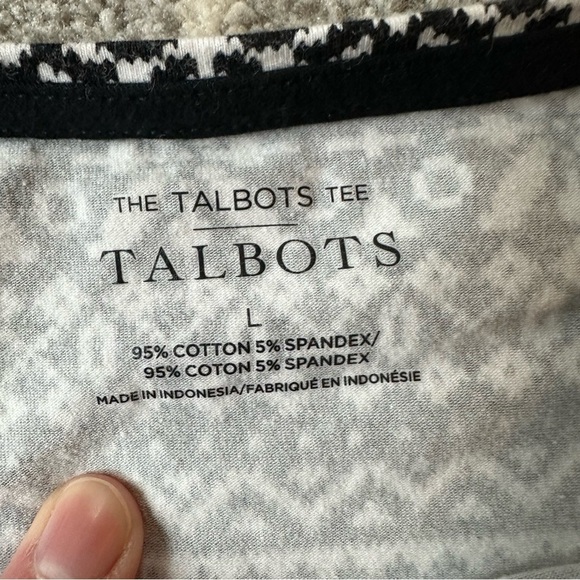 THE TALBOTS TEE
TALBOTS
L
95% COTTON 5% SPANDEX/
95% COTON 5% SPANDEX
MADE IN INDONESIA/FABRIQUÉ EN INDONÉSIE